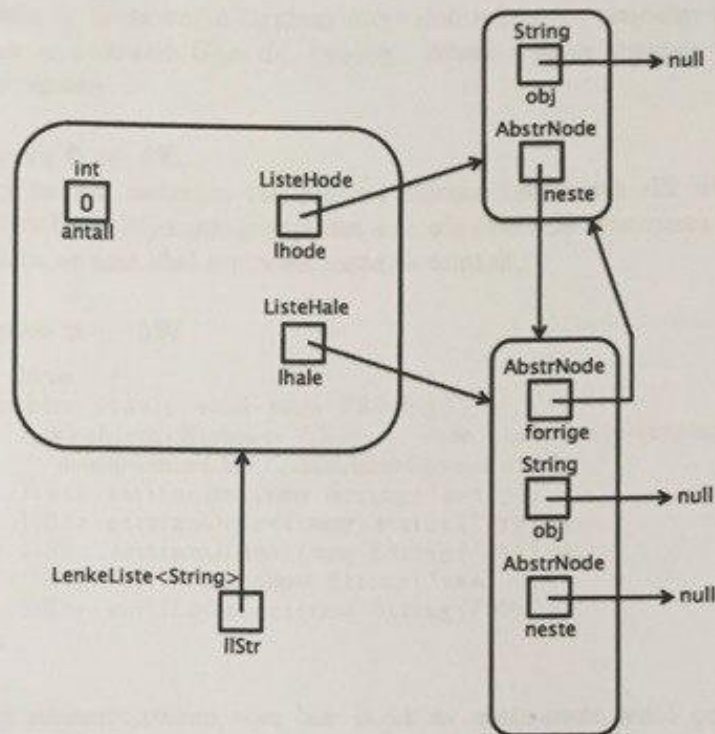 String
null
obj
AbstrNode
neste
int
0
antall
ListeHode
lhode
ListeHale
lhale
AbstrNode
forrige
String
null
obj
AbstrNode
null
neste
LenkeListe<String>
llStr